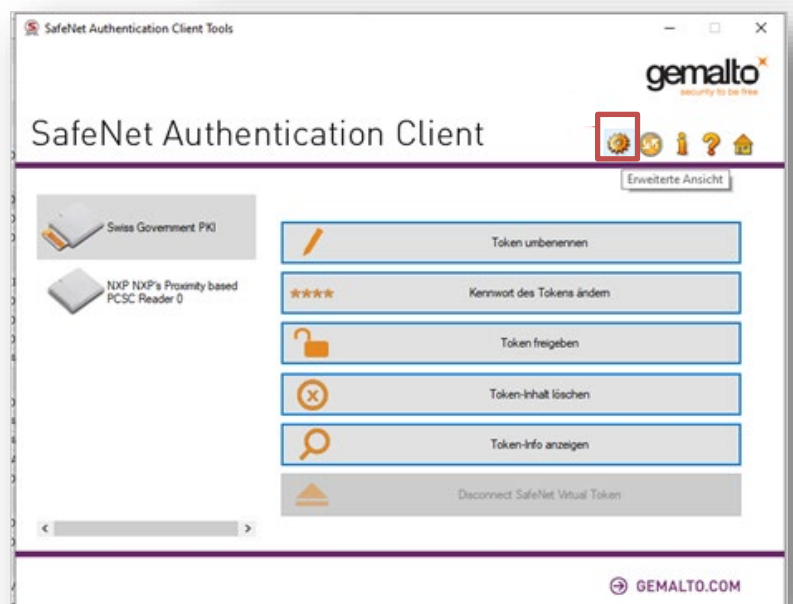 SafeNet Authentication Client Tools
gemalto
security to be free
SafeNet Authentication Client
Erweiterte Ansicht
Swiss Government PKI
NXP NXP's Proximity based
PCSC Reader 0
Token umbenennen
****
Kennwort des Tokens ändern
Token freigeben
Token-Inhalt löschen
Token-Info anzeigen
Disconnect SafeNet Virtual Token
GEMALTO.COM